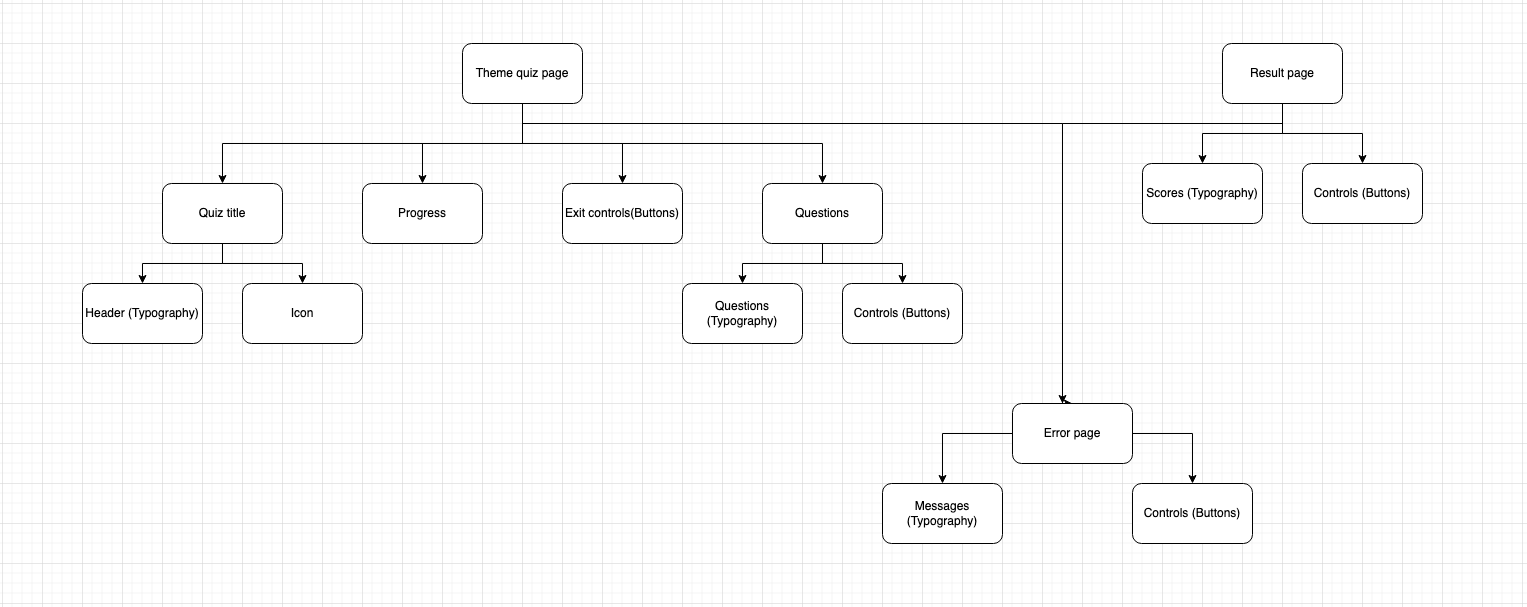 Theme quiz page
Result page
Quiz title
Progress
Exit controls(Buttons)
Questions
Scores (Typography)
Controls (Buttons)
Header (Typography)
Icon
Questions
(Typography)
Controls (Buttons)
Error page
Messages
(Typography)
Controls (Buttons)